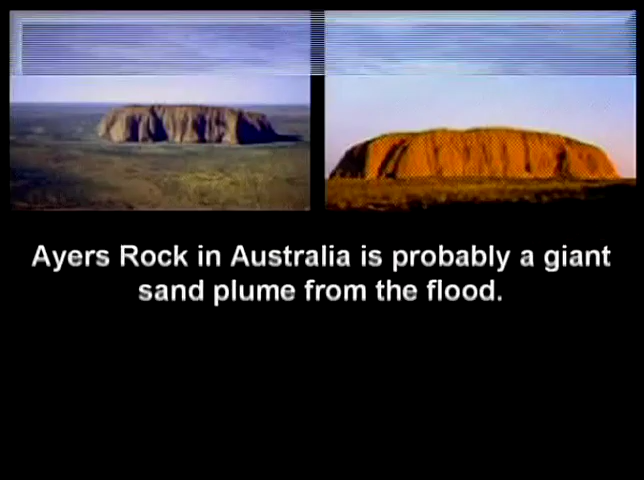 Ayers Rock in Australia is probably a giant
sand plume from the flood.